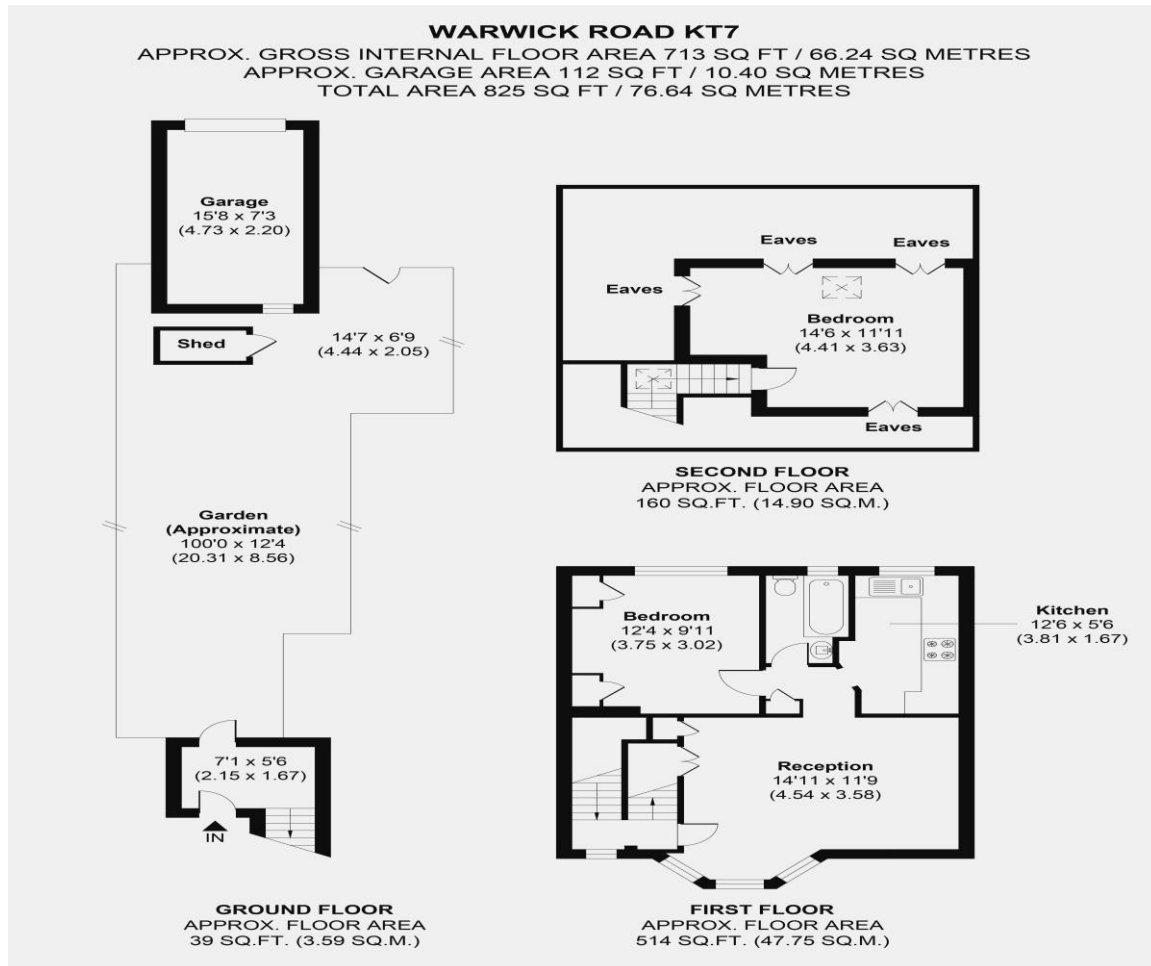 WARWICK ROAD KT7
APPROX. GROSS INTERNAL FLOOR AREA 713 SQ FT / 66.24 SQ METRES
APPROX. GARAGE AREA 112 SQ FT / 10.40 SQ METRES
TOTAL AREA 825 SQ FT / 76.64 SQ METRES
Garage
15'8 x 7'3
(4.73 x 2.20)
Shed
14'7 x 6'9
(4.44 x 2.05)
Garden
(Approximate)
100'0 x 12'4
(20.31 x 8.56)
7'1 x 5'6
(2.15 x 1.67)
IN
GROUND FLOOR
APPROX. FLOOR AREA
39 SQ.FT. (3.59 SQ.M.)
Eaves
Eaves
Eaves
Bedroom
14'6 x 11'11
(4.41 x 3.63)
Eaves
SECOND FLOOR
APPROX. FLOOR AREA
160 SQ.FT. (14.90 SQ.M.)
Bedroom
12'4 x 9'11
(3.75 x 3.02)
Kitchen
12'6 x 5'6
(3.81 x 1.67)
Reception
14'11 x 11'9
(4.54 x 3.58)
FIRST FLOOR
APPROX. FLOOR AREA
514 SQ.FT. (47.75 SQ.M.)